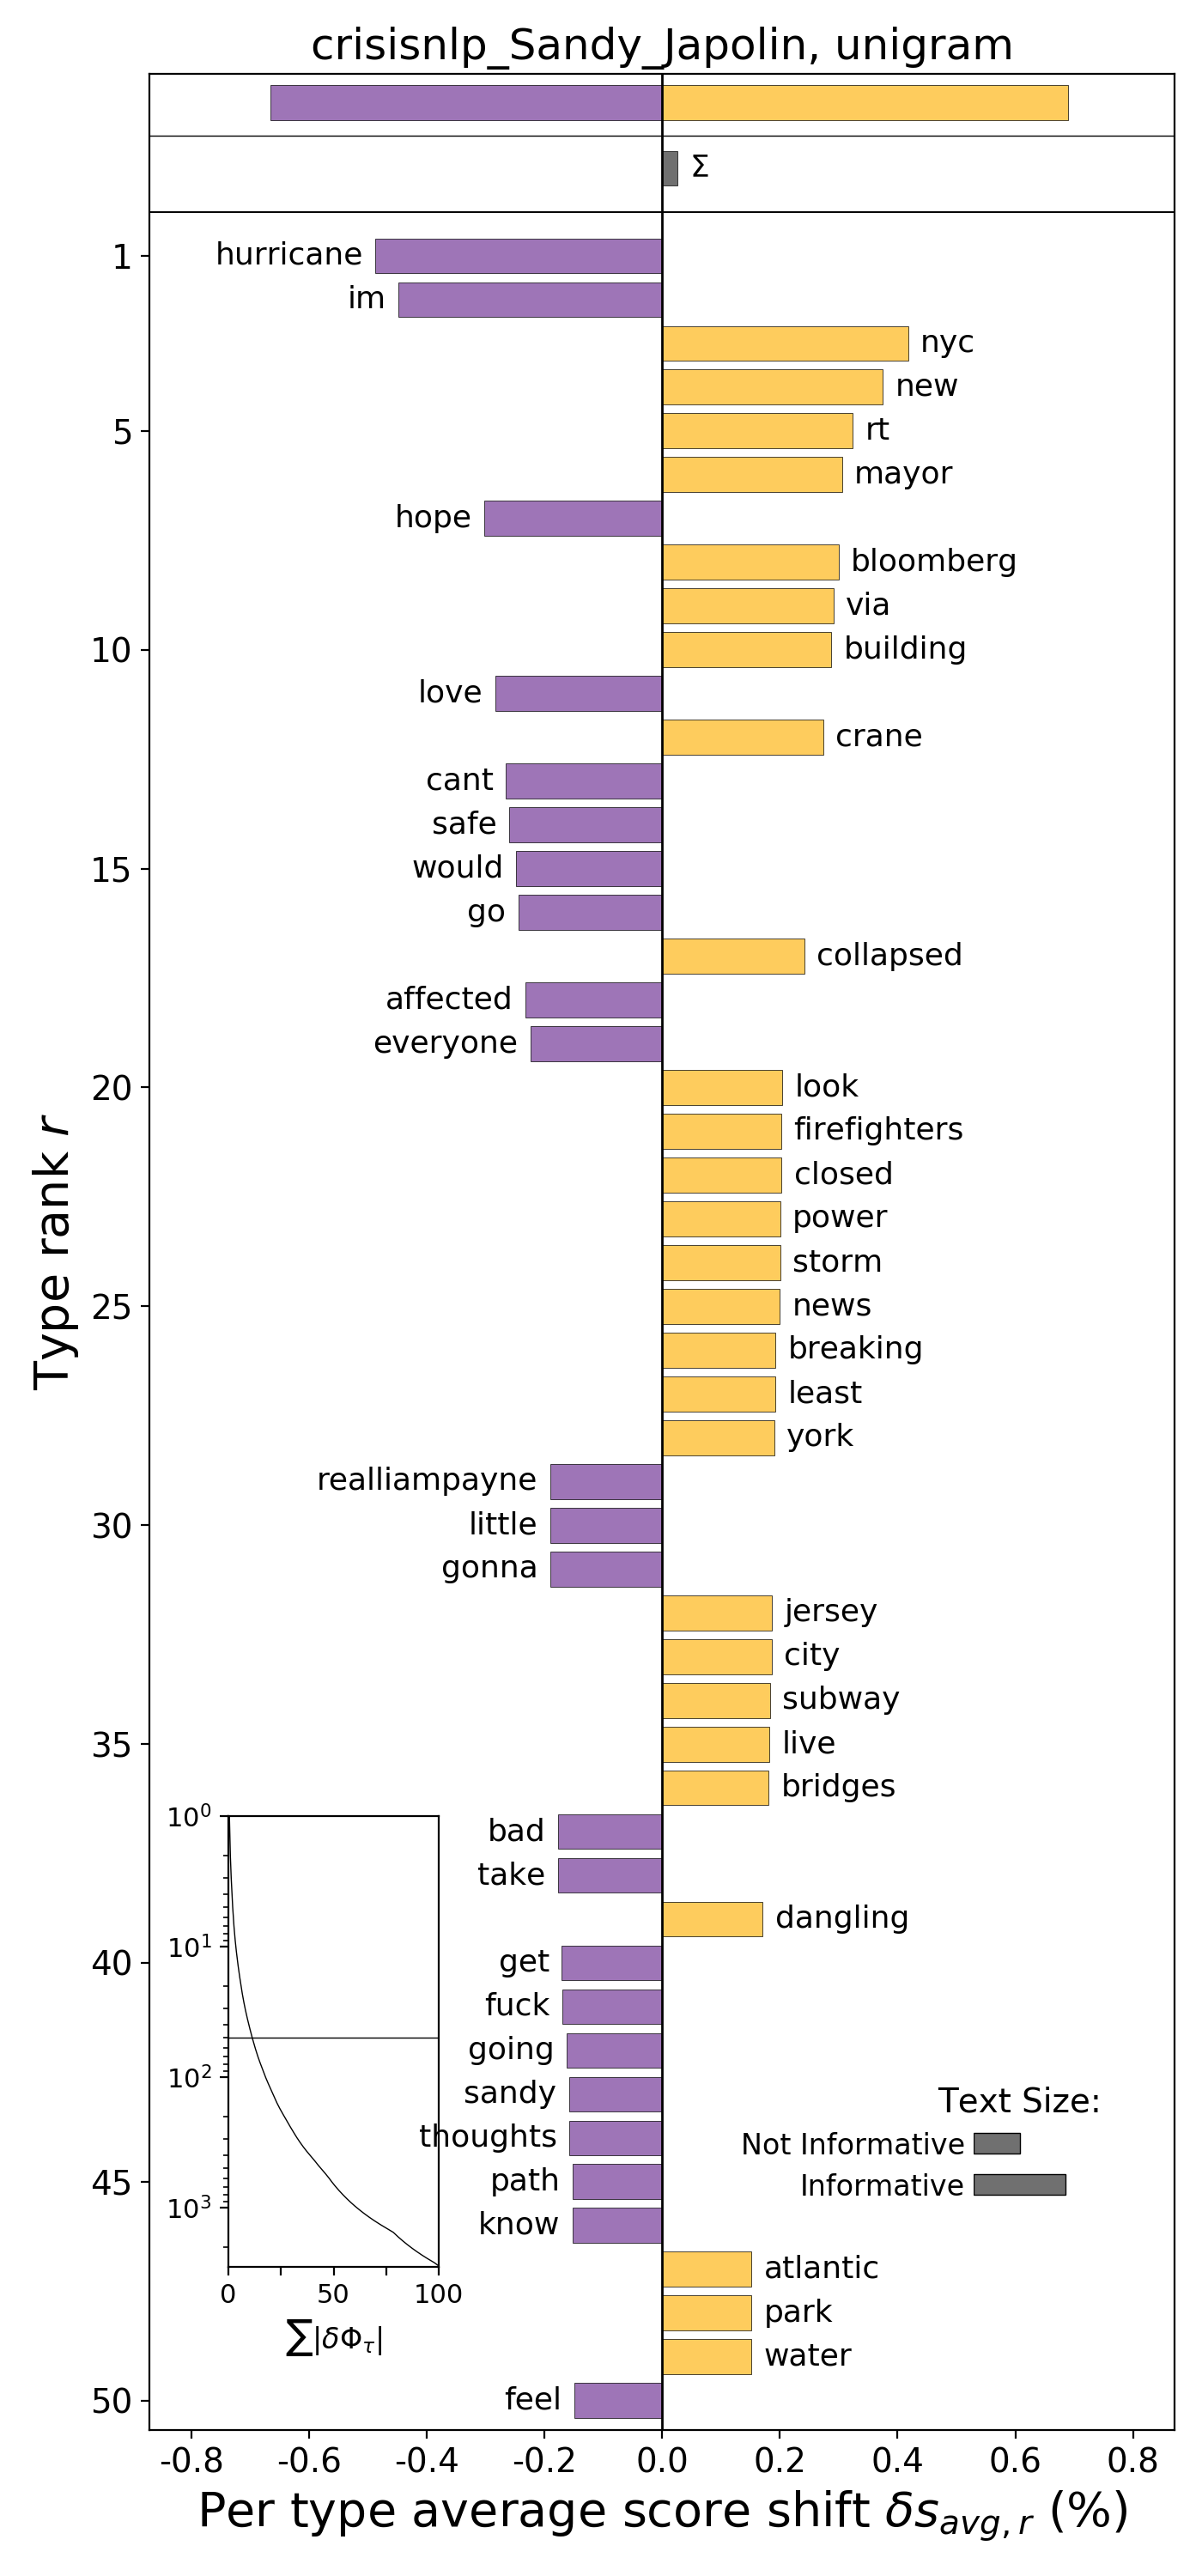 crisisnlp_Sandy_Japolin, unigram
Σ
1
hurricane
im
nyc
new
5
rt
mayor
hope
bloomberg
via
10
building
love
crane
cant
safe
15
would
go
collapsed
affected
everyone
20
look
firefighters
closed
power
storm
25
news
breaking
least
york
realliampayne
30
little
gonna
jersey
city
subway
35
live
bridges
bad
take
dangling
40
get
fuck
going
sandy
thoughts
45
path
know
atlantic
park
water
50
feel
Type rank r
10⁰
10¹
10²
10³
0 50 100
∑|δΦτ|
Text Size:
Not Informative
Informative
-0.8 -0.6 -0.4 -0.2 0.0 0.2 0.4 0.6 0.8
Per type average score shift δs_avg,r (%)